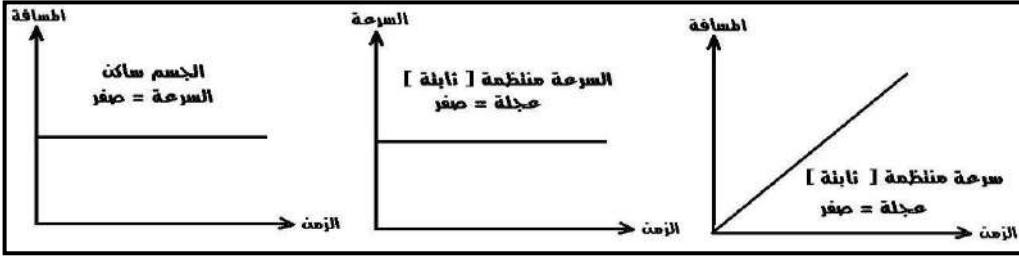 المسافة
الجسم ساكن
السرعة = صفر
الزمن
السرعة
السرعة منتظمة [ ثابتة ]
عجلة = صفر
الزمن
المسافة
سرعة منتظمة [ ثابتة ]
عجلة = صفر
الزمن